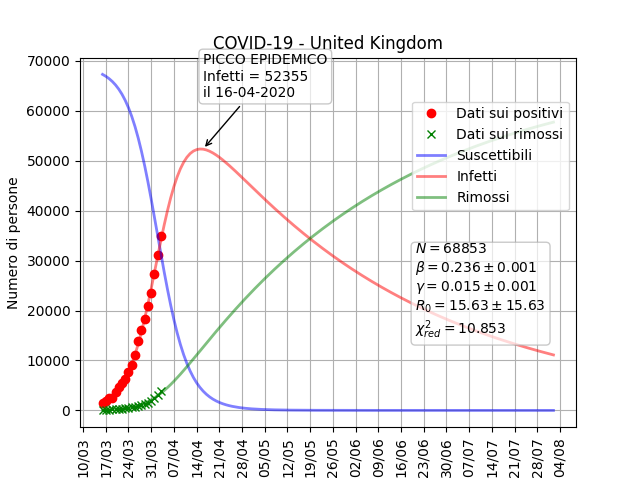 COVID-19 - United Kingdom
PICCO EPIDEMICO
Infetti = 52355
il 16-04-2020
Numero di persone
70000
60000
50000
40000
30000
20000
10000
0
Dati sui positivi
Dati sui rimossi
Suscettibili
Infetti
Rimossi
N = 68853
β = 0.236 ± 0.001
γ = 0.015 ± 0.001
R₀ = 15.63 ± 15.63
χ²_red = 10.853
10/03
17/03
24/03
31/03
07/04
14/04
21/04
28/04
05/05
12/05
19/05
26/05
02/06
09/06
16/06
23/06
30/06
07/07
14/07
21/07
28/07
04/08